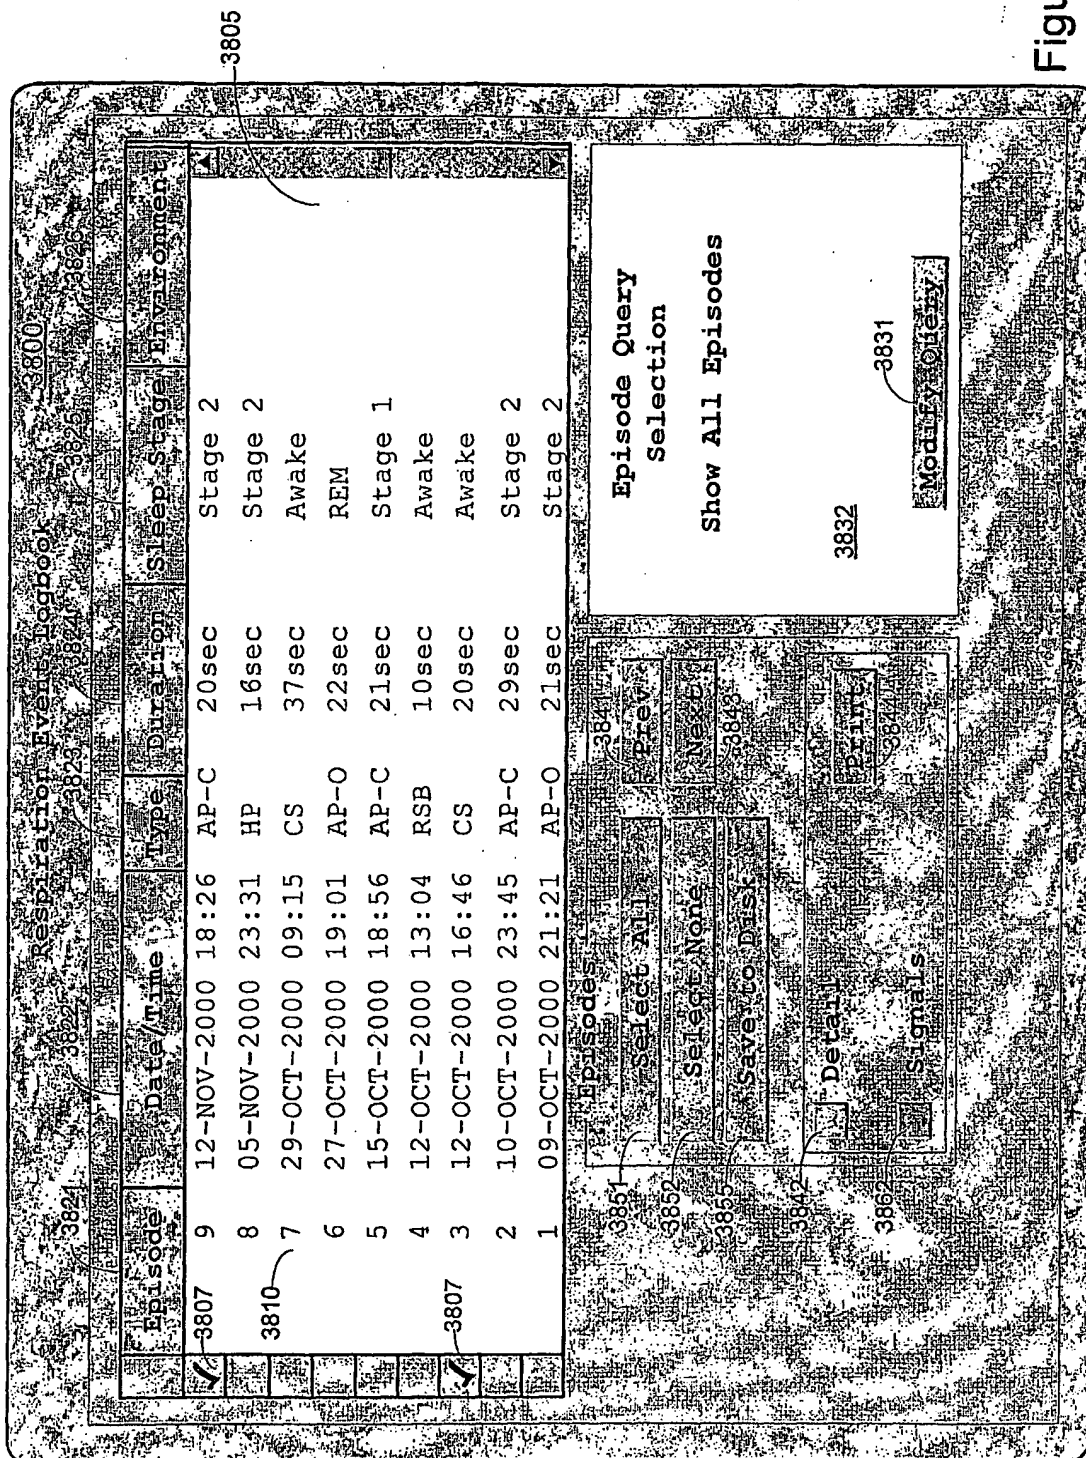 Respiration Event Logbook 3800
3821 3822 3823 3824 3825 3826
Episode Date/Time Type Duration Sleep Stage Environment
3807 9 12-NOV-2000 18:26 AP-C 20sec Stage 2
8 05-NOV-2000 23:31 HP 16sec Stage 2
3810 7 29-OCT-2000 09:15 CS 37sec Awake
6 27-OCT-2000 19:01 AP-O 22sec REM
5 15-OCT-2000 18:56 AP-C 21sec Stage 1
4 12-OCT-2000 13:04 RSB 10sec Awake
3807 3 12-OCT-2000 16:46 CS 20sec Awake
2 10-OCT-2000 23:45 AP-C 29sec Stage 2
1 09-OCT-2000 21:21 AP-O 21sec Stage 2
3805
Episodes
3851 Select All 3841 Prev
3852 Select None Next
3855 Save to Disk 3843
3842 Detail Print
3862 Signals 3844
Episode Query
Selection
Show All Episodes
3832
3831
Modify Query